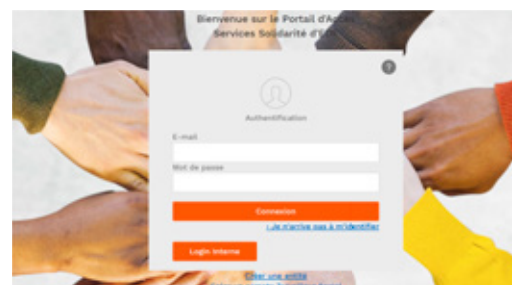 Bienvenue sur le Portail d'Accès
Services Solidarité d'
?
Authentification
E-mail
Mot de passe
Connexion
Je n'arrive pas à m'identifier
Login Interne
Créer une entité